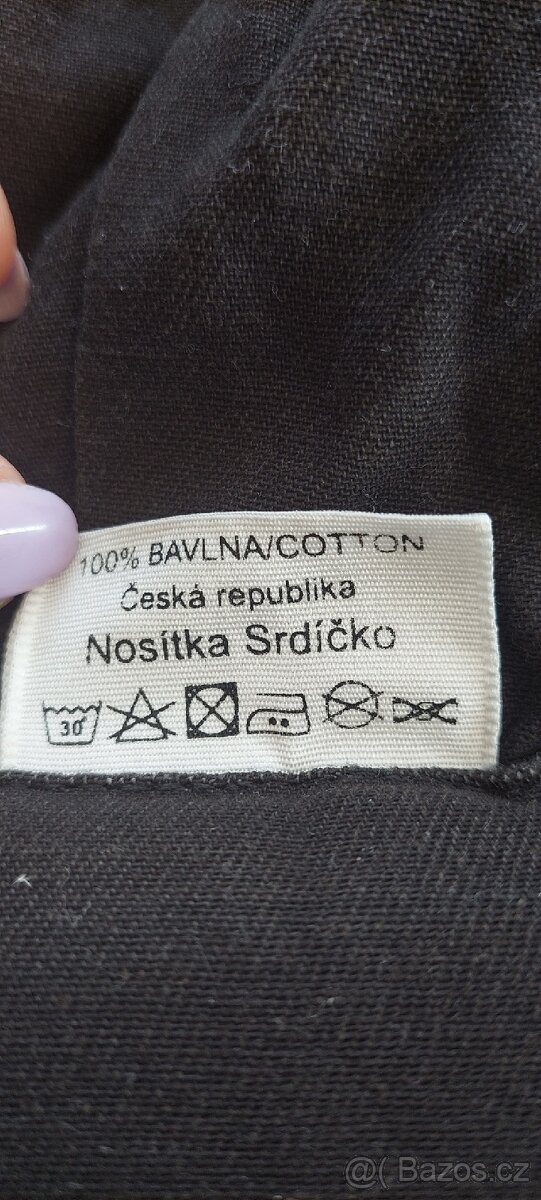 100% BAVLNA/COTTON
Česká republika
Nosítka Srdíčko
30°
@( Bazos.cz